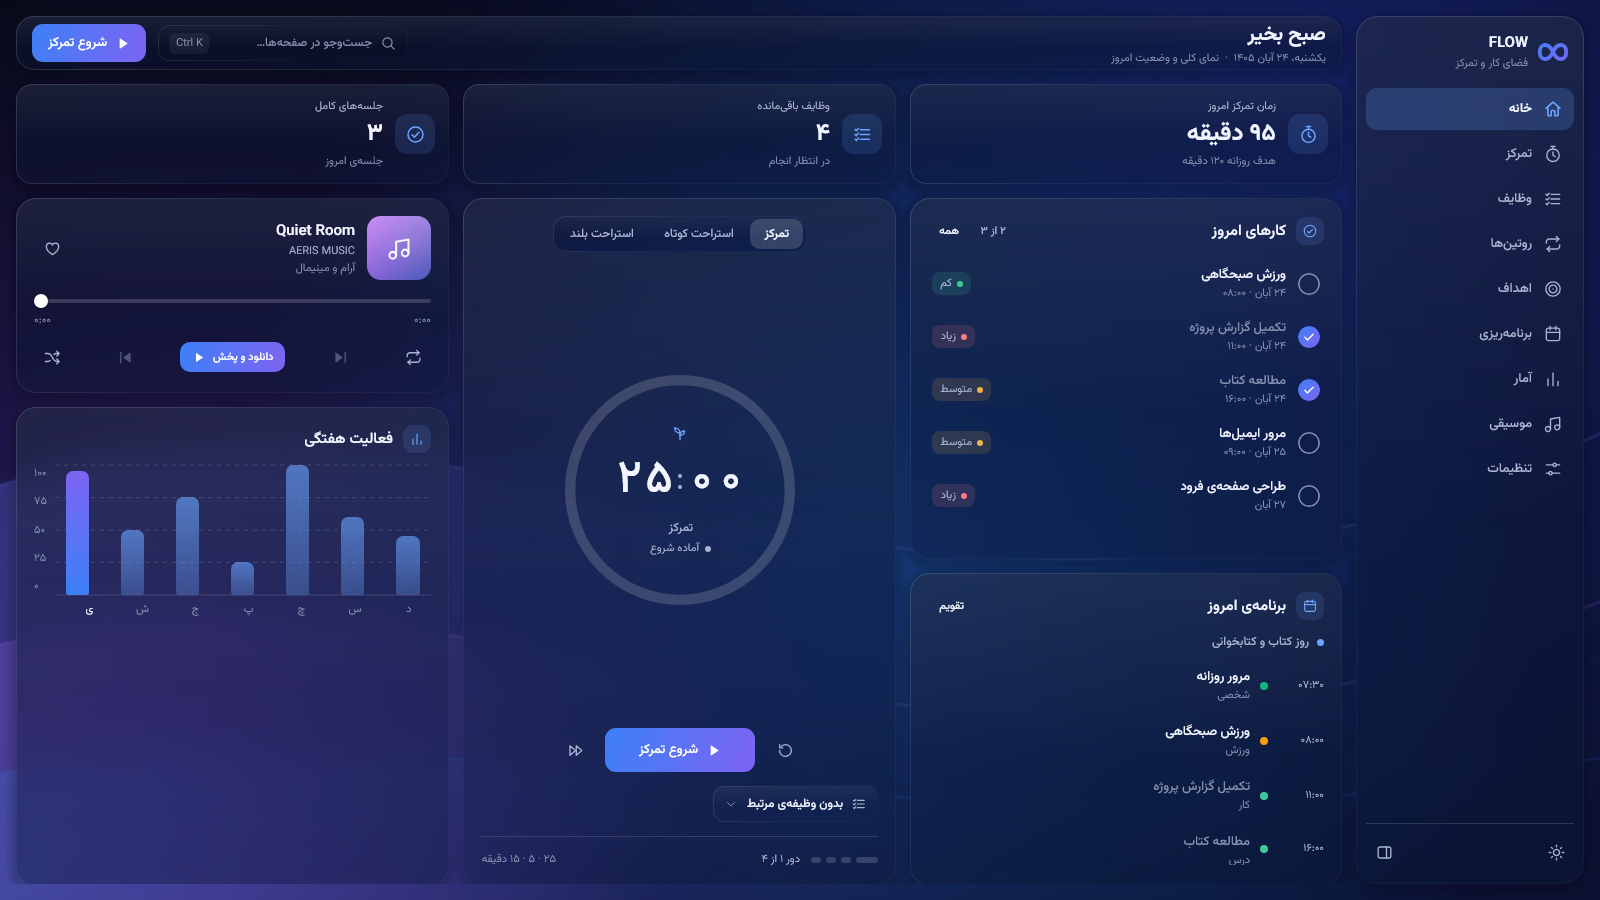 FLOW
فضای کار و تمرکز
خانه
تمرکز
وظایف
روتین‌ها
اهداف
برنامه‌ریزی
آمار
موسیقی
تنظیمات
صبح بخیر
یکشنبه، ۲۴ آبان ۱۴۰۵ · نمای کلی و وضعیت امروز
جست‌وجو در صفحه‌ها...
Ctrl K
شروع تمرکز
زمان تمرکز امروز
۹۵ دقیقه
هدف روزانه ۱۲۰ دقیقه
وظایف باقی‌مانده
۴
در انتظار انجام
جلسه‌های کامل
۳
جلسه‌ی امروز
کارهای امروز
۲ از ۳
همه
ورزش صبحگاهی
۲۴ آبان · ۰۸:۰۰
کم
تکمیل گزارش پروژه
۲۴ آبان · ۱۱:۰۰
زیاد
مطالعه کتاب
۲۴ آبان · ۱۶:۰۰
متوسط
مرور ایمیل‌ها
۲۵ آبان · ۰۹:۰۰
متوسط
طراحی صفحه‌ی فرود
۲۷ آبان
زیاد
برنامه‌ی امروز
تقویم
روز کتاب و کتابخوانی
۰۷:۳۰
مرور روزانه
شخصی
۰۸:۰۰
ورزش صبحگاهی
ورزش
۱۱:۰۰
تکمیل گزارش پروژه
کار
۱۶:۰۰
مطالعه کتاب
درس
تمرکز
استراحت کوتاه
استراحت بلند
۲۵:۰۰
تمرکز
آماده شروع
شروع تمرکز
بدون وظیفه‌ی مرتبط
دور ۱ از ۴
۲۵ · ۵ · ۱۵ دقیقه
Quiet Room
AERIS MUSIC
آرام و مینیمال
۰:۰۰
۰:۰۰
دانلود و پخش
فعالیت هفتگی
۱۰۰
۷۵
۵۰
۲۵
۰
د
س
چ
پ
ج
ش
ی